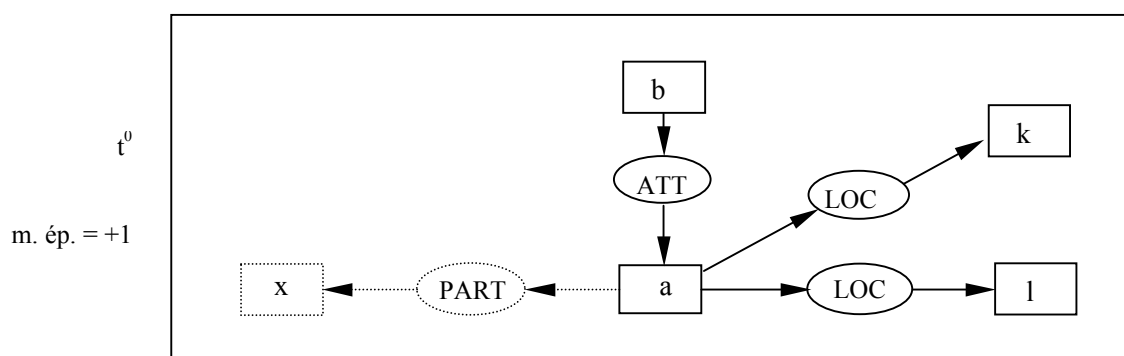 b
k
t⁰
ATT
LOC
m. ép. = +1
x
PART
a
LOC
l